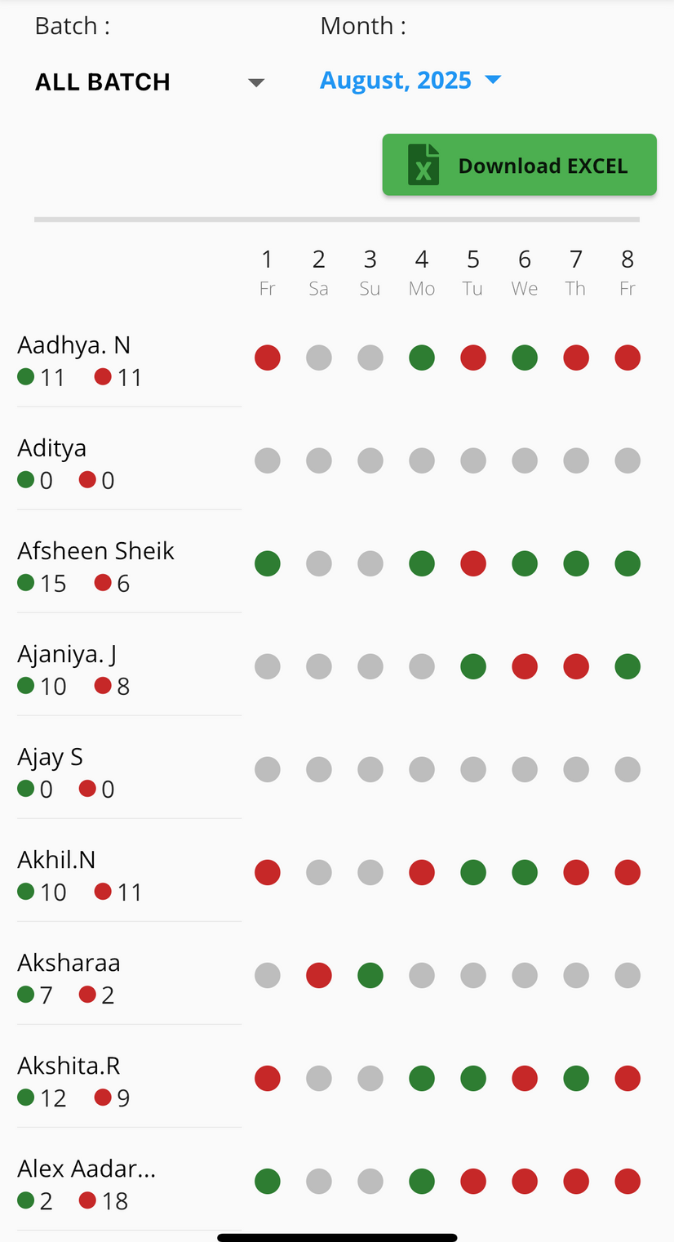 Batch :
Month :
ALL BATCH
August, 2025
Download EXCEL
1 2 3 4 5 6 7 8
Fr Sa Su Mo Tu We Th Fr
Aadhya. N
11 11
Aditya
0 0
Afsheen Sheik
15 6
Ajaniya. J
10 8
Ajay S
0 0
Akhil.N
10 11
Aksharaa
7 2
Akshita.R
12 9
Alex Aadar...
2 18